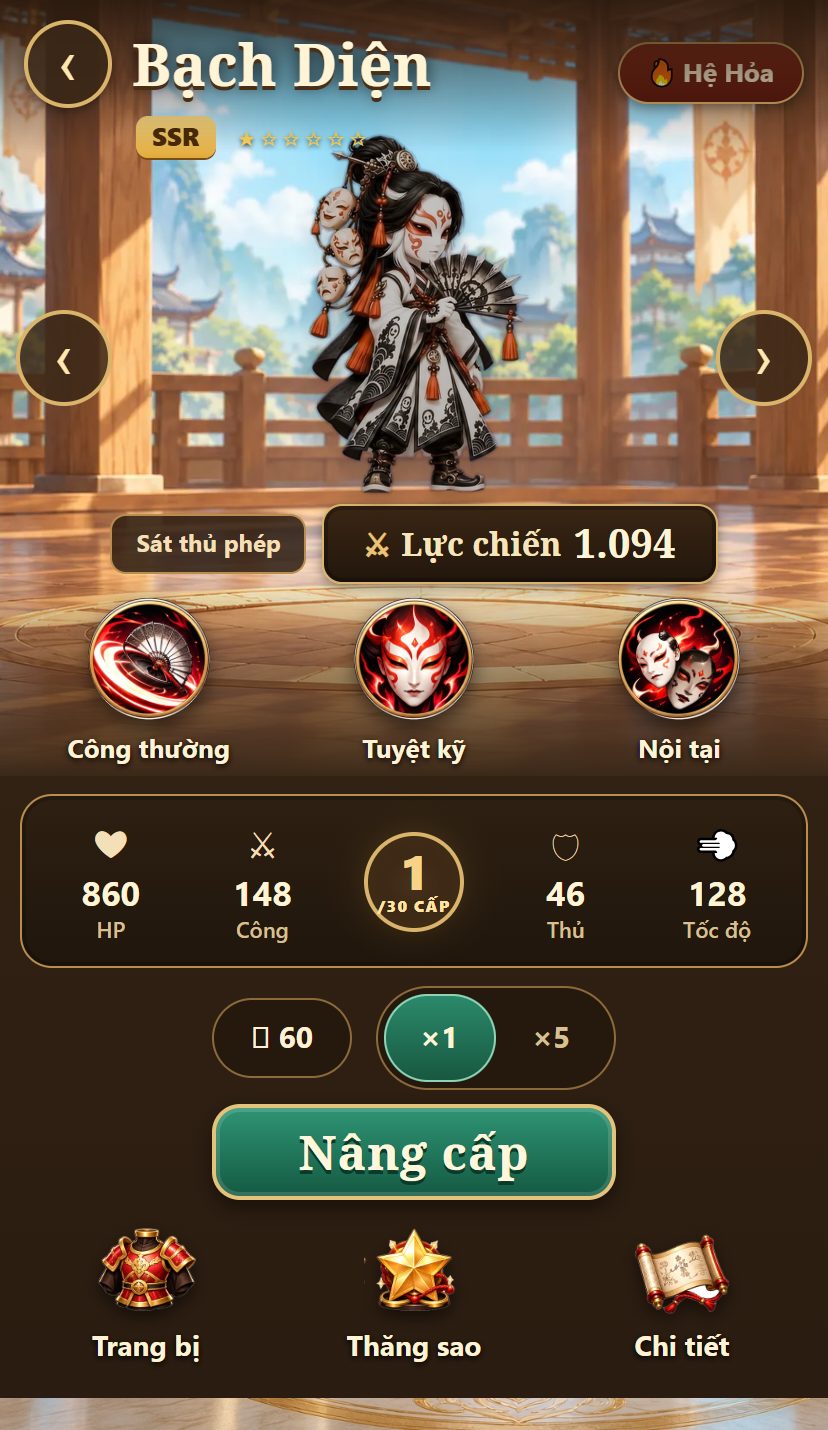 Bạch Diện
Hệ Hỏa
SSR
Sát thủ phép
Lực chiến 1.094
Công thường
Tuyệt kỹ
Nội tại
860
148
1
46
128
/30 CẤP
HP
Công
Thủ
Tốc độ
60
×1
×5
Nâng cấp
Trang bị
Thăng sao
Chi tiết